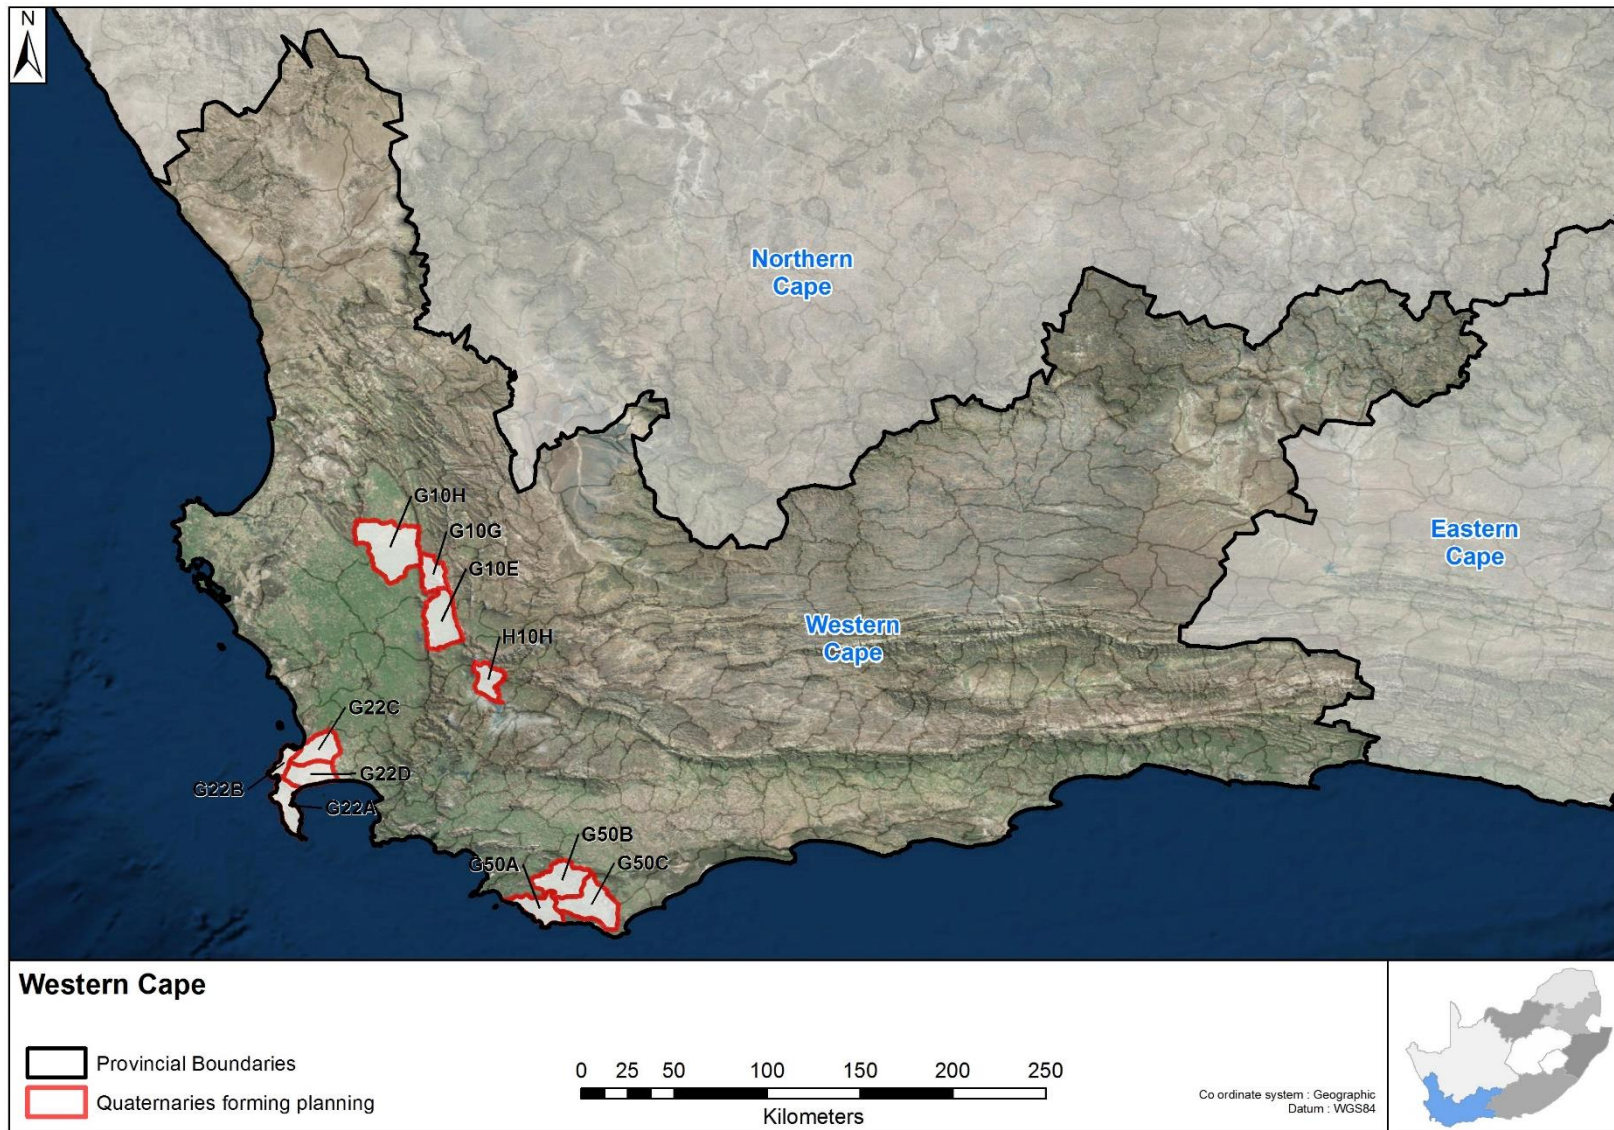 N
Northern
Cape
G10H
G10G
Eastern
Cape
G10E
Western
Cape
H10H
G22C
G22D
G22B
G22A
G50B
G50A
G50C
Western Cape
Provincial Boundaries
Quaternaries forming planning
0 25 50 100 150 200 250
Kilometers
Co ordinate system : Geographic
Datum : WGS84